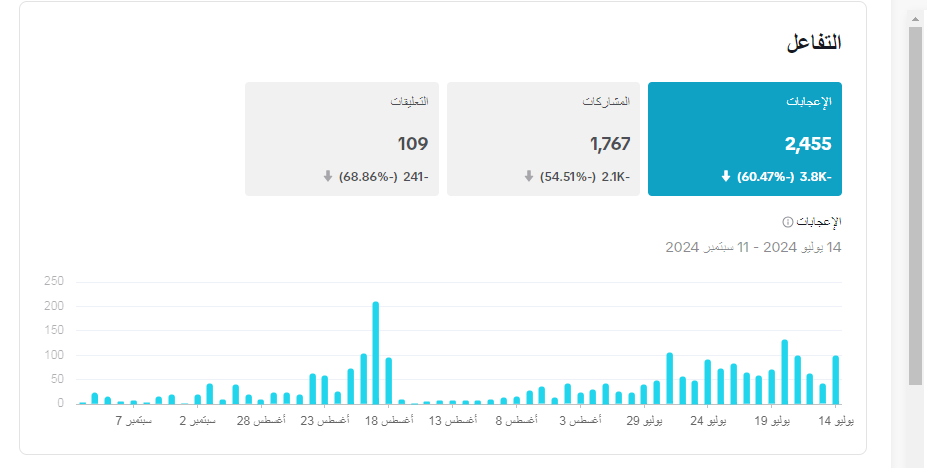 التفاعل
الإعجابات
2,455
-3.8K (-60.47%)
المشاركات
1,767
-2.1K (-54.51%)
التعليقات
109
-241 (-68.86%)
الإعجابات
14 يوليو 2024 - 11 سبتمبر 2024
250
200
150
100
50
0
يوليو 14
يوليو 19
يوليو 24
يوليو 29
أغسطس 3
أغسطس 8
أغسطس 13
أغسطس 18
أغسطس 23
أغسطس 28
سبتمبر 2
سبتمبر 7